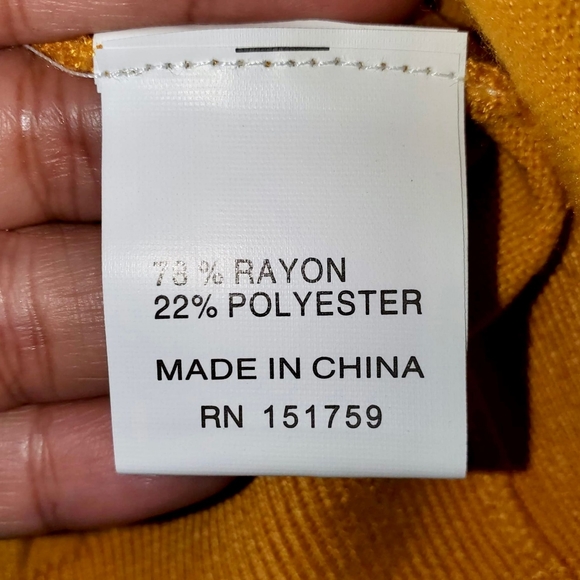 78% RAYON
22% POLYESTER
MADE IN CHINA
RN 151759